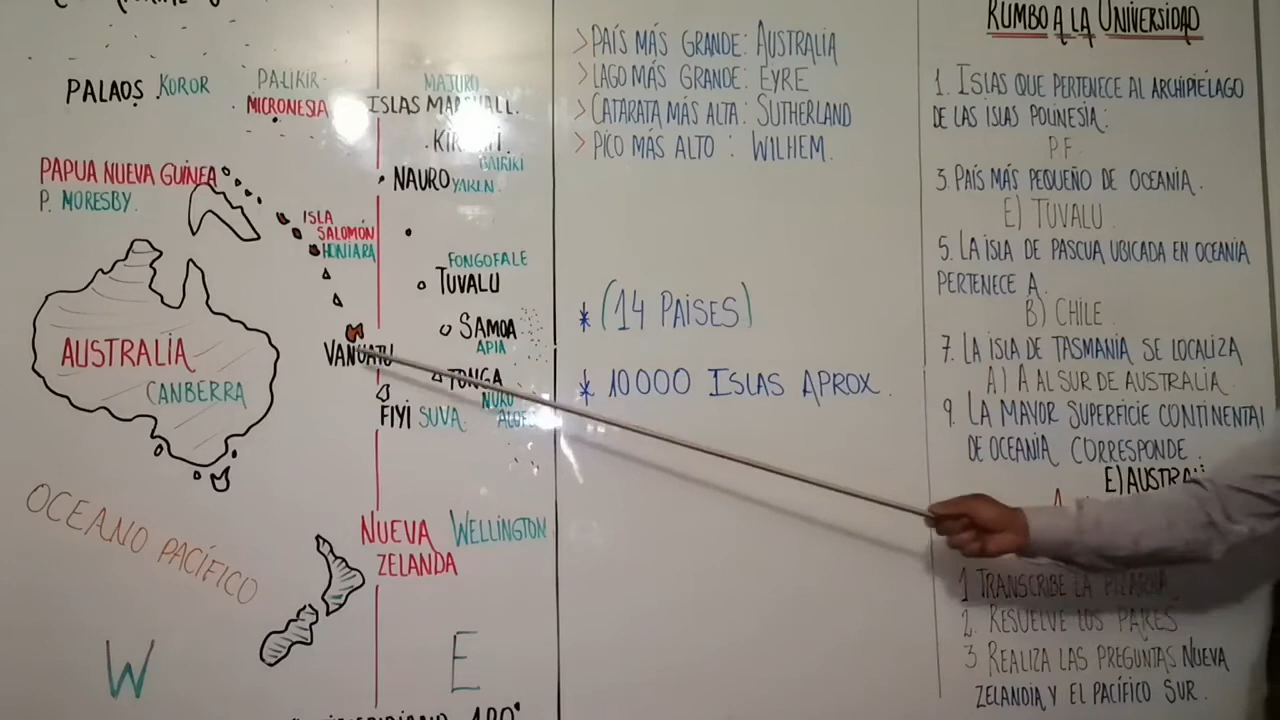 PALAOS .KOROR
PALIKIR-
MICRONESIA
MAJURO
ISLAS MARSHALL.
PAPUA NUEVA GUINEA
P. MORESBY.
BAIRIKI
NAURO YAREN.
ISLA
SALOMÓN
HONIARA
FONGOFALE
TUVALU
SAMOA
APIA
AUSTRALIA
CANBERRA
VANUATU
TONGA
NUKU
FIYI SUVA.
OCEANO PACÍFICO
NUEVA WELLINGTON
ZELANDA
W E
180°
>PAÍS MÁS GRANDE: AUSTRALIA
>LAGO MÁS GRANDE: EYRE
>CATARATA MÁS ALTA: SUTHERLAND
>PICO MÁS ALTO : WILHEM.
* (14 PAISES)
* 10000 ISLAS APROX.
RUMBO A LA UNIVERSIDAD
1. ISLAS QUE PERTENECE AL ARCHIPIÉLAGO
DE LAS ISLAS POLINESIA:
P.F.
3. PAÍS MÁS PEQUEÑO DE OCEANÍA.
E) TUVALU.
5. LA ISLA DE PASCUA UBICADA EN OCEANÍA
PERTENECE A.
B) CHILE.
7. LA ISLA DE TASMANIA SE LOCALIZA
A) A AL SUR DE AUSTRALIA.
9. LA MAYOR SUPERFICIE CONTINENTAL
DE OCEANÍA CORRESPONDE.
E) AUSTRALI
1 TRANSCRIBE LA PIZARRA
2. RESUELVE LOS PARES
3 REALIZA LAS PREGUNTAS NUEVA
ZELANDIA Y EL PACÍFICO SUR.